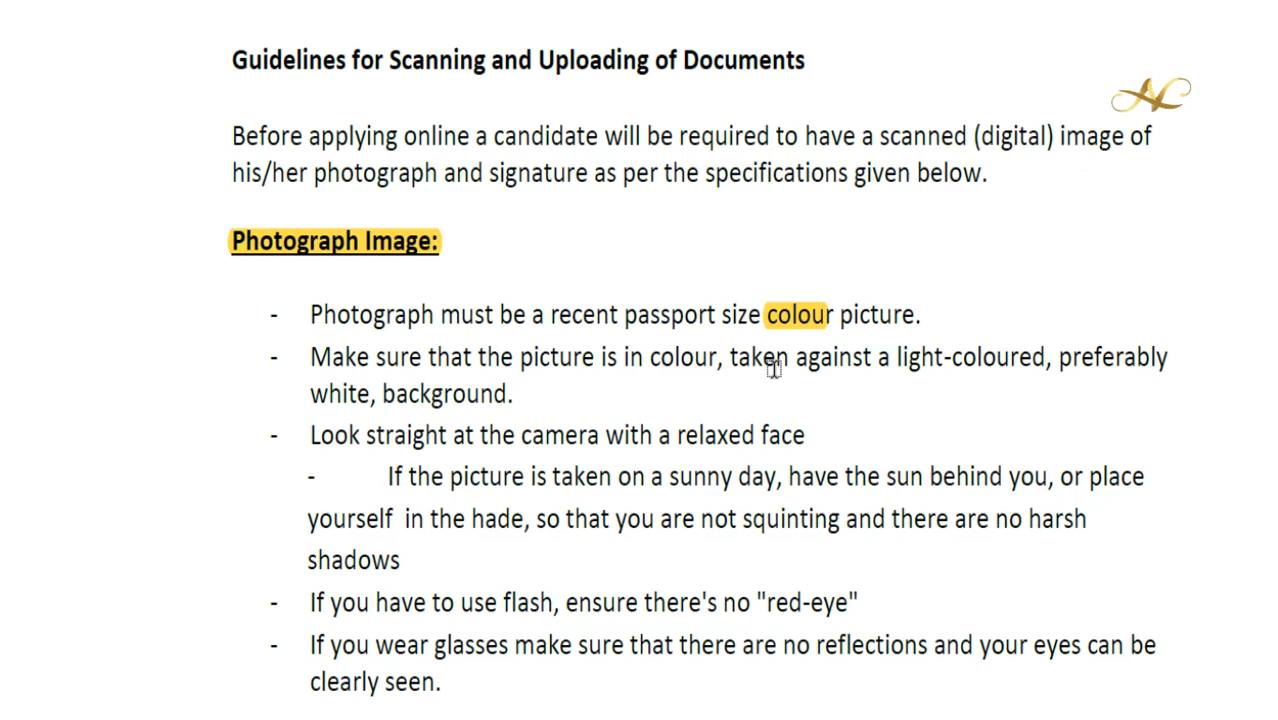 Guidelines for Scanning and Uploading of Documents
Before applying online a candidate will be required to have a scanned (digital) image of
his/her photograph and signature as per the specifications given below.
Photograph Image:
- Photograph must be a recent passport size colour picture.
- Make sure that the picture is in colour, taken against a light-coloured, preferably
white, background.
- Look straight at the camera with a relaxed face
- If the picture is taken on a sunny day, have the sun behind you, or place
yourself in the hade, so that you are not squinting and there are no harsh
shadows
- If you have to use flash, ensure there's no "red-eye"
- If you wear glasses make sure that there are no reflections and your eyes can be
clearly seen.